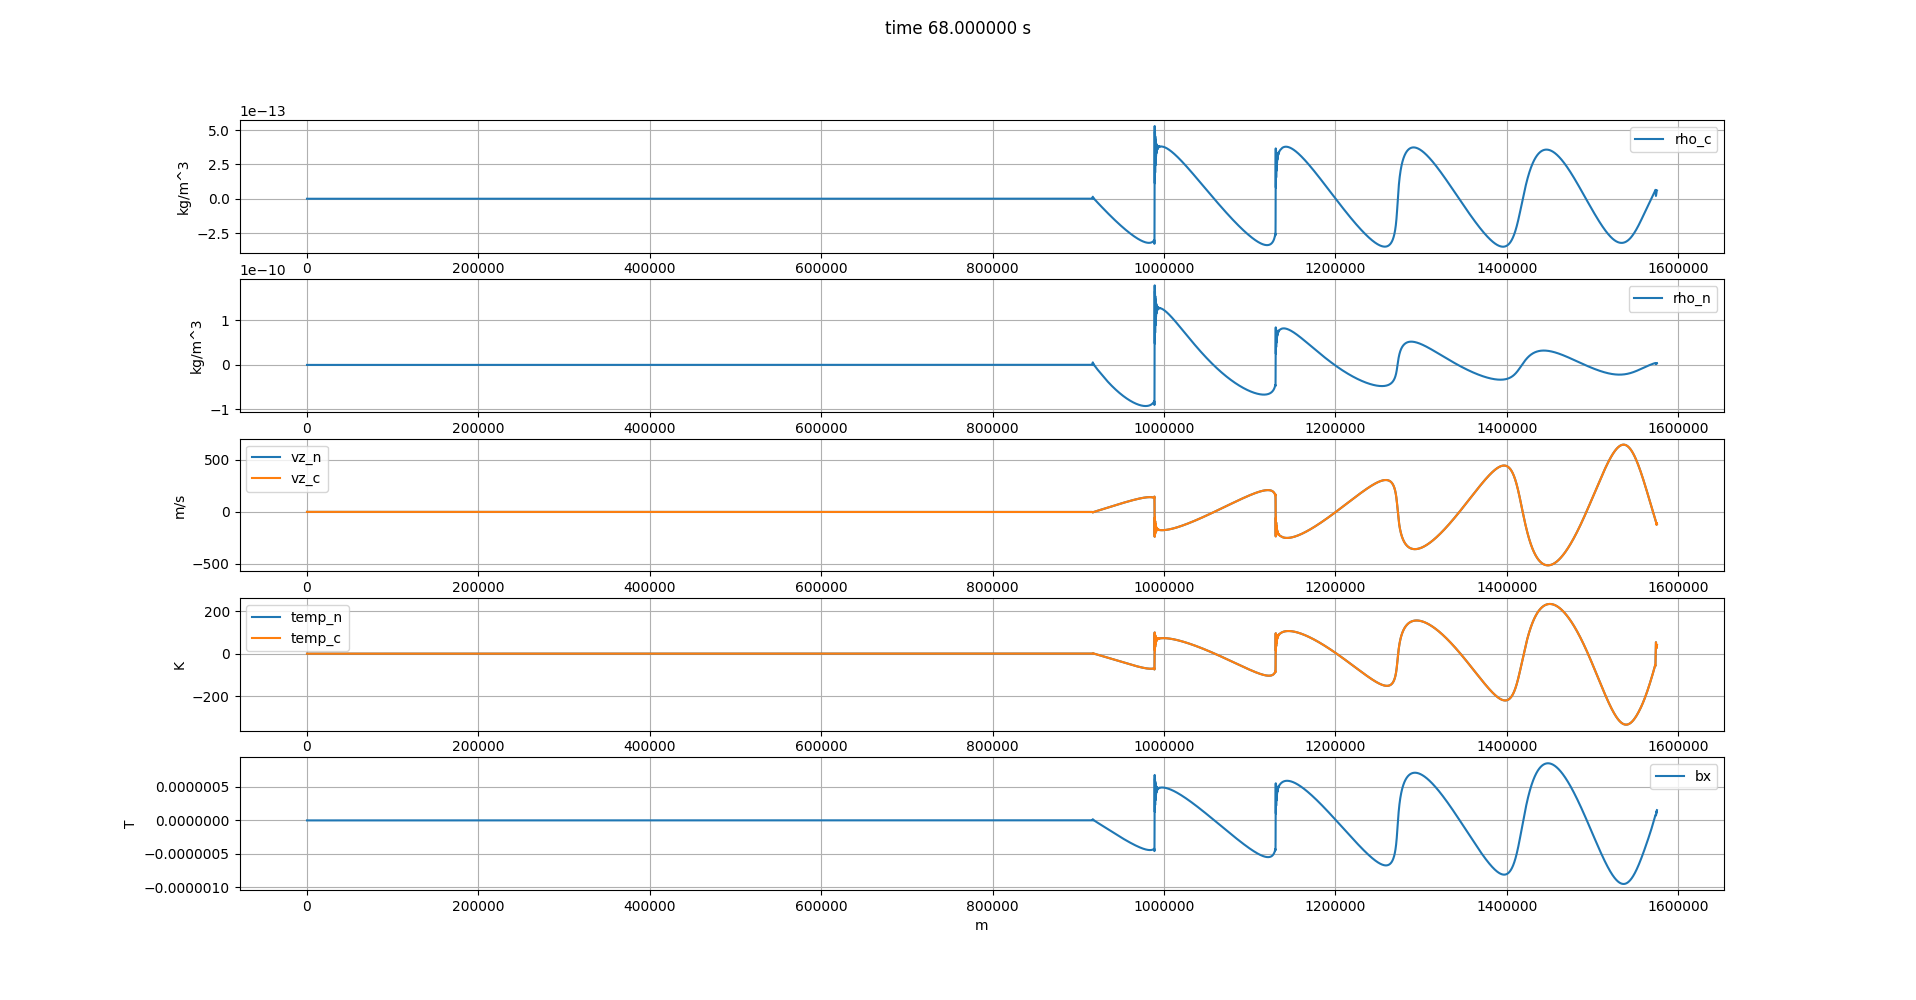 time 68.000000 s
1e−13
5.0
2.5
0.0
−2.5
kg/m^3
rho_c
0 200000 400000 600000 800000 1000000 1200000 1400000 1600000
1e−10
1
0
−1
kg/m^3
rho_n
0 200000 400000 600000 800000 1000000 1200000 1400000 1600000
500
0
−500
m/s
vz_n
vz_c
0 200000 400000 600000 800000 1000000 1200000 1400000 1600000
200
0
−200
K
temp_n
temp_c
0 200000 400000 600000 800000 1000000 1200000 1400000 1600000
0.0000005
0.0000000
−0.0000005
−0.0000010
T
bx
0 200000 400000 600000 800000 1000000 1200000 1400000 1600000
m